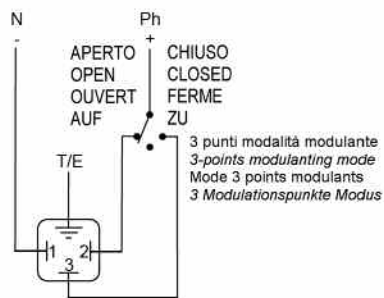 N
Ph
-
+
APERTO CHIUSO
OPEN CLOSED
OUVERT FERME
AUF ZU
3 punti modalità modulante
3-points modulanting mode
Mode 3 points modulants
3 Modulationspunkte Modus
T/E
1 2
3